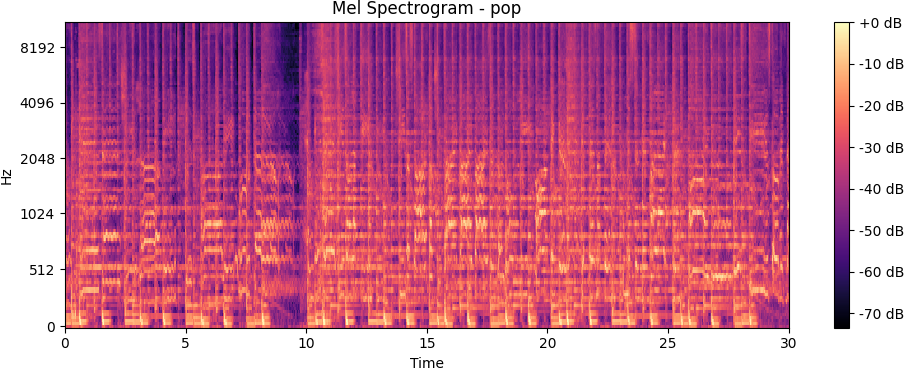 Mel Spectrogram - pop
Hz
8192
4096
2048
1024
512
0
0 5 10 15 20 25 30
Time
+0 dB
-10 dB
-20 dB
-30 dB
-40 dB
-50 dB
-60 dB
-70 dB